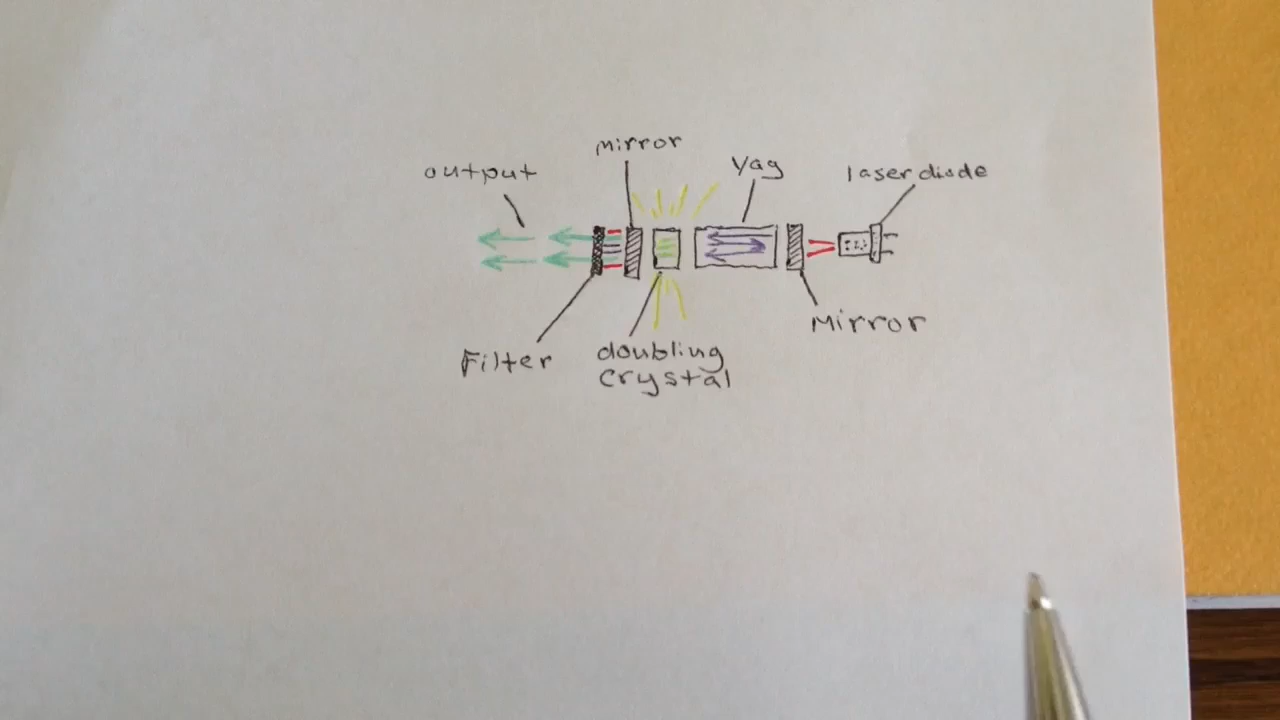 output
mirror
Yag
laser diode
Filter
doubling
crystal
Mirror